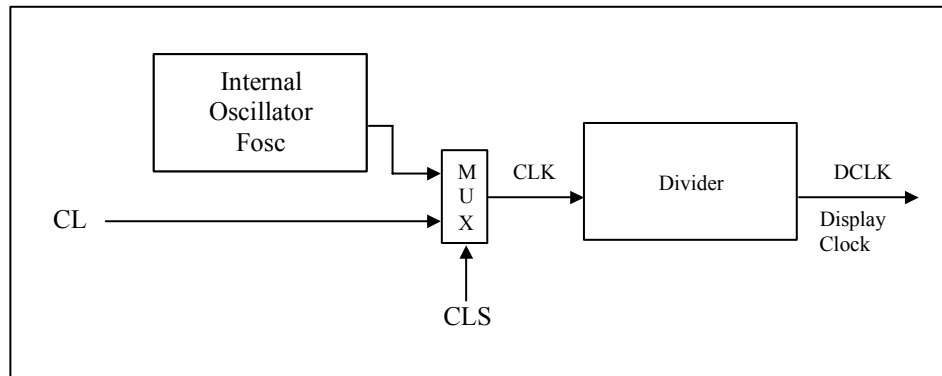 Internal
Oscillator
Fosc
M
U
X
CL
CLS
CLK
Divider
DCLK
Display
Clock